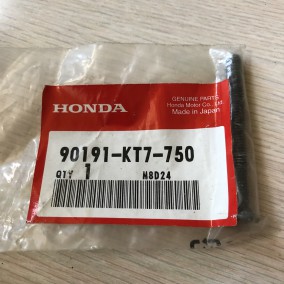 GENUINE PARTS
Honda Motor Co., Ltd.
Made in Japan
HONDA
90191-KT7-750
QTY 1 M8D24